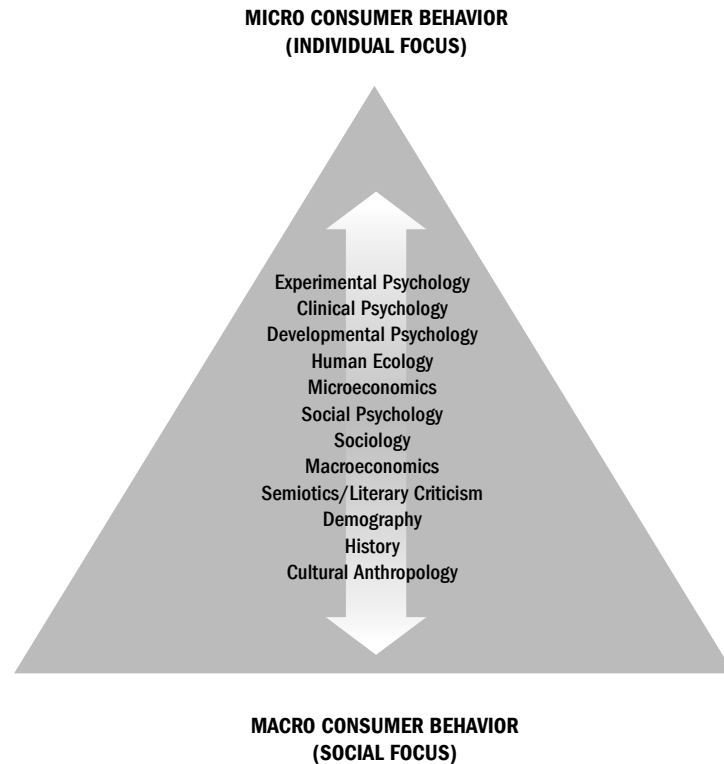 MICRO CONSUMER BEHAVIOR
(INDIVIDUAL FOCUS)
Experimental Psychology
Clinical Psychology
Developmental Psychology
Human Ecology
Microeconomics
Social Psychology
Sociology
Macroeconomics
Semiotics/Literary Criticism
Demography
History
Cultural Anthropology
MACRO CONSUMER BEHAVIOR
(SOCIAL FOCUS)